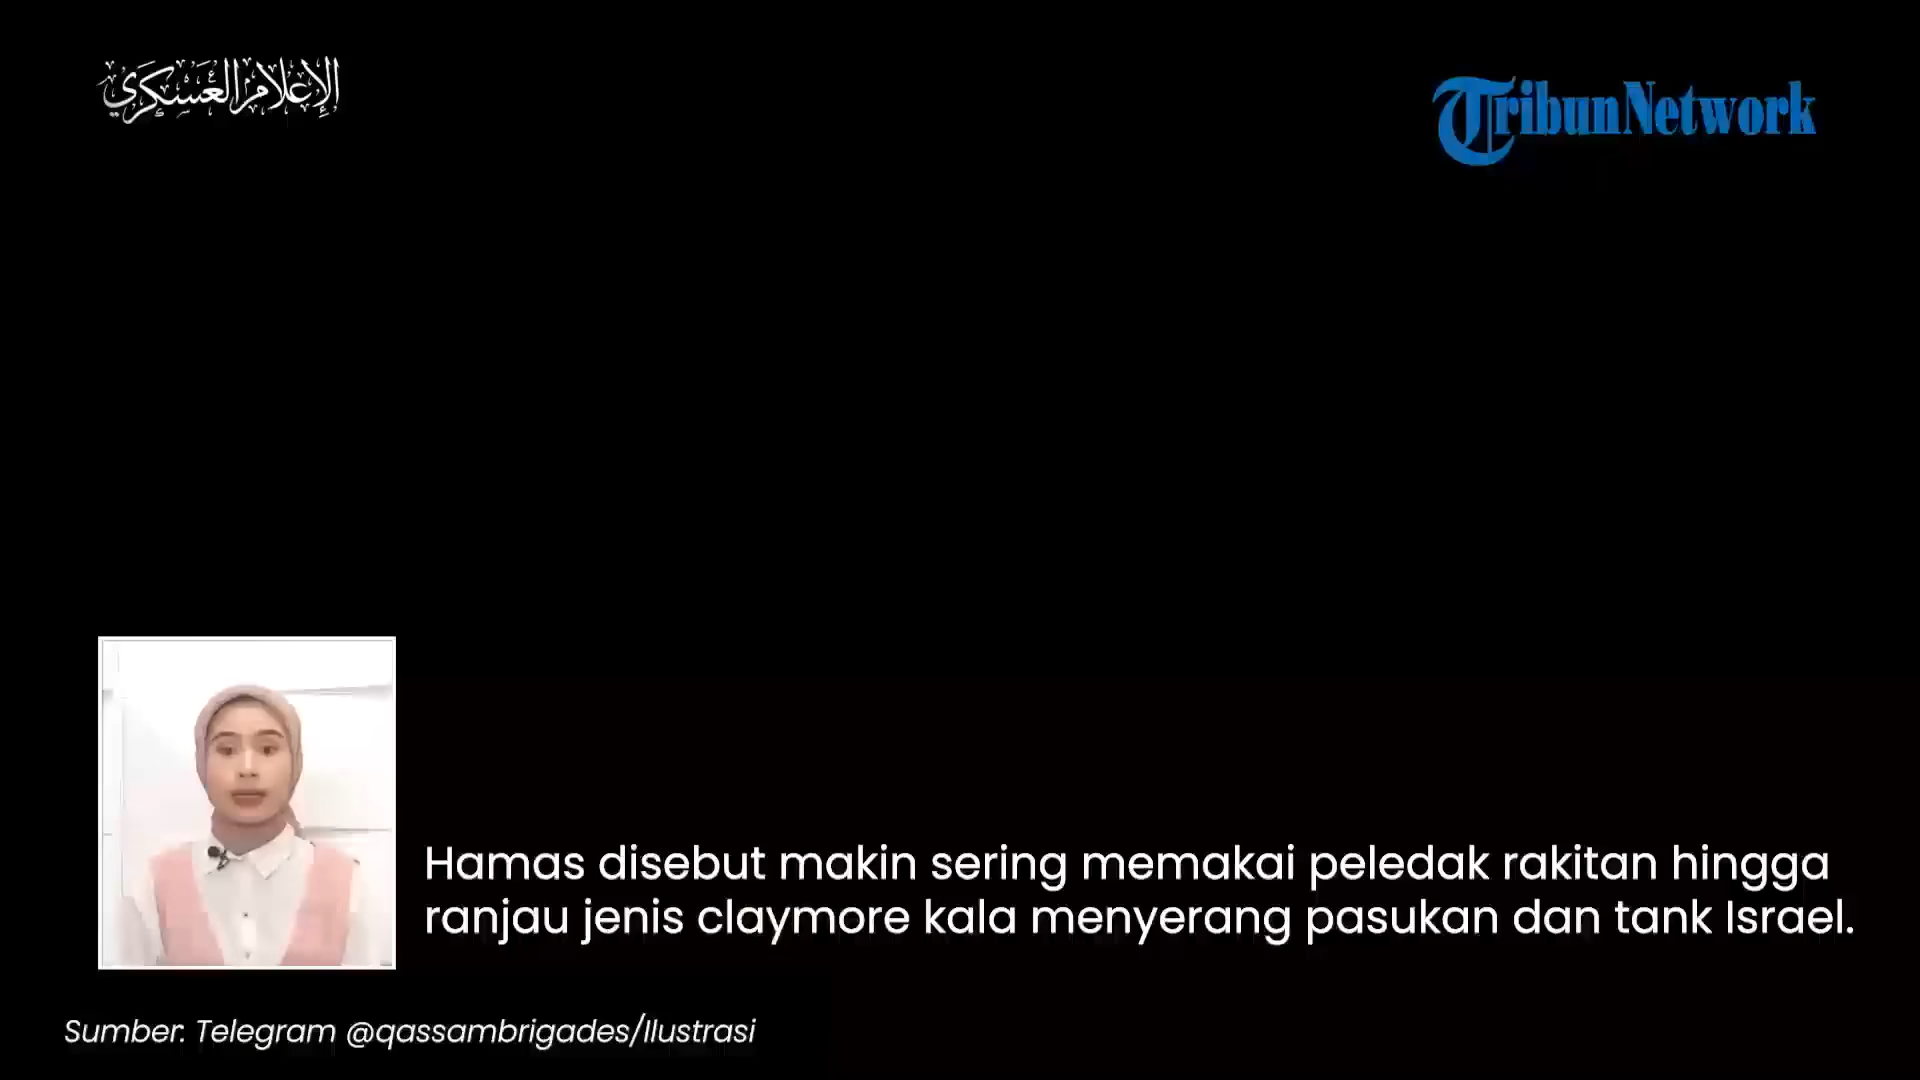 الإعلام العسكري
TribunNetwork
Hamas disebut makin sering memakai peledak rakitan hingga
ranjau jenis claymore kala menyerang pasukan dan tank Israel.
Sumber: Telegram @qassambrigades/Ilustrasi